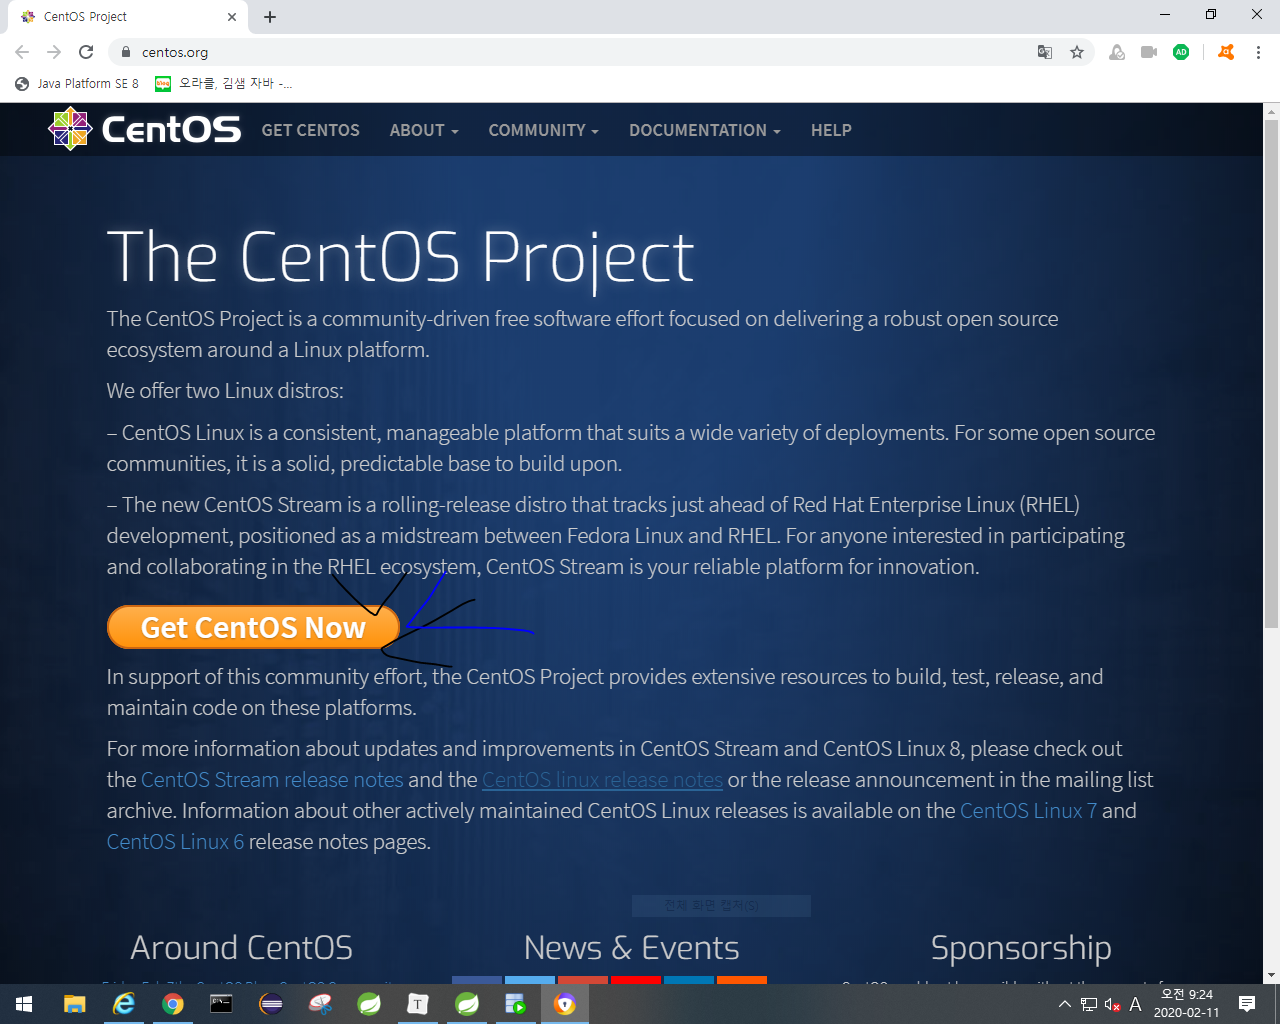 CentOS Project
centos.org
Java Platform SE 8
오라클, 김샘 자바 -...
CentOS GET CENTOS ABOUT COMMUNITY DOCUMENTATION HELP
The CentOS Project
The CentOS Project is a community-driven free software effort focused on delivering a robust open source
ecosystem around a Linux platform.
We offer two Linux distros:
– CentOS Linux is a consistent, manageable platform that suits a wide variety of deployments. For some open source
communities, it is a solid, predictable base to build upon.
– The new CentOS Stream is a rolling-release distro that tracks just ahead of Red Hat Enterprise Linux (RHEL)
development, positioned as a midstream between Fedora Linux and RHEL. For anyone interested in participating
and collaborating in the RHEL ecosystem, CentOS Stream is your reliable platform for innovation.
Get CentOS Now
In support of this community effort, the CentOS Project provides extensive resources to build, test, release, and
maintain code on these platforms.
For more information about updates and improvements in CentOS Stream and CentOS Linux 8, please check out
the CentOS Stream release notes and the CentOS linux release notes or the release announcement in the mailing list
archive. Information about other actively maintained CentOS Linux releases is available on the CentOS Linux 7 and
CentOS Linux 6 release notes pages.
전체 화면 캡처(S)
Around CentOS
News & Events
Sponsorship
A 오전 9:24
2020-02-11